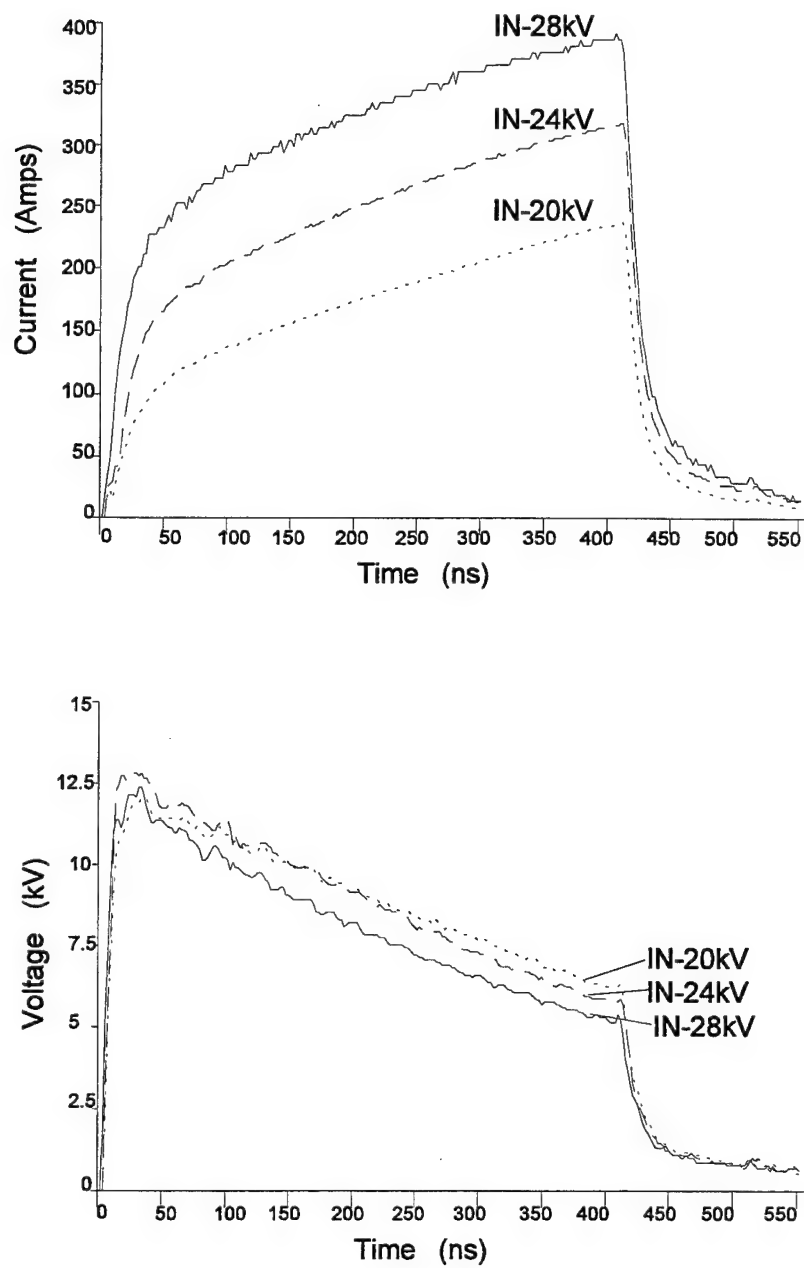 400
350
300
250
200
150
100
50
0
Current (Amps)
IN-28kV
IN-24kV
IN-20kV
0 50 100 150 200 250 300 350 400 450 500 550
Time (ns)
15
12.5
10
7.5
5
2.5
0
Voltage (kV)
IN-20kV
IN-24kV
IN-28kV
0 50 100 150 200 250 300 350 400 450 500 550
Time (ns)